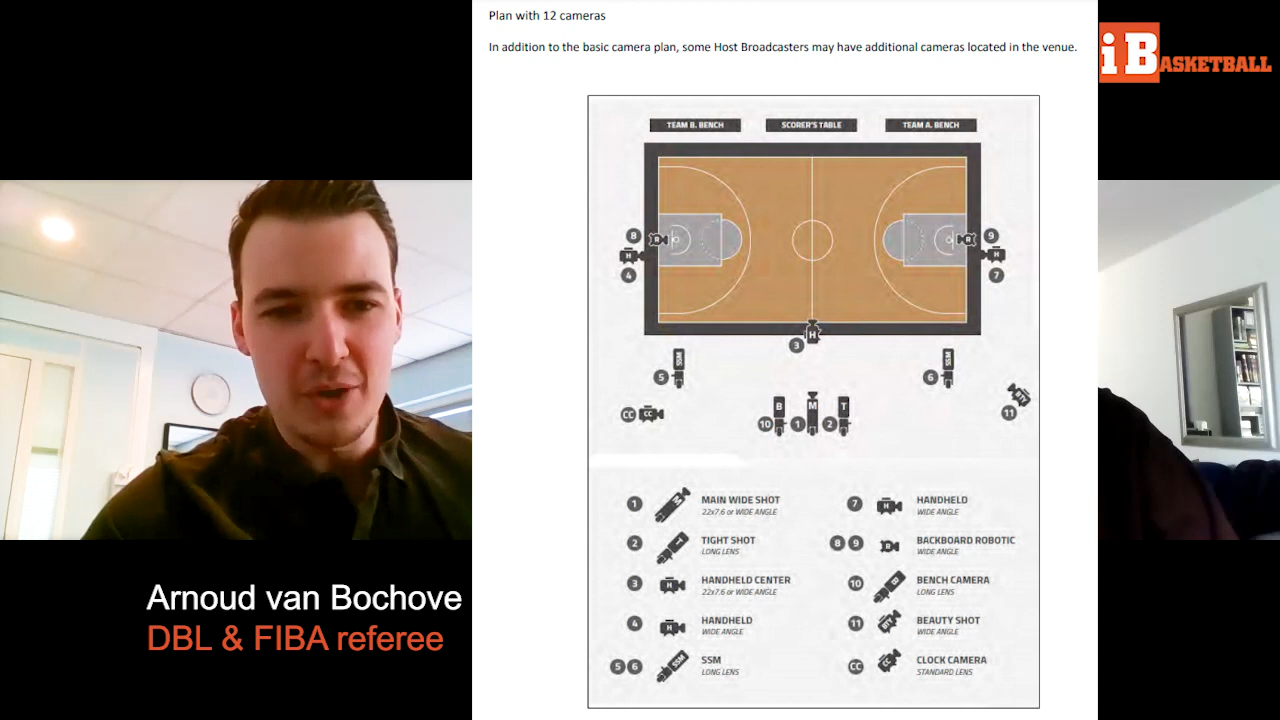 Plan with 12 cameras
In addition to the basic camera plan, some Host Broadcasters may have additional cameras located in the venue.
iBASKETBALL
TEAM B. BENCH
SCORER'S TABLE
TEAM A. BENCH
8
R
R
9
H
H
4
7
H
3
SSM
SSM
5
6
BTY
11
CC
CC
B
M
T
10
1
2
1
M
MAIN WIDE SHOT
22x7.6 or WIDE ANGLE
2
T
TIGHT SHOT
LONG LENS
3
H
HANDHELD CENTER
22x7.6 or WIDE ANGLE
4
H
HANDHELD
WIDE ANGLE
5 6
SSM
SSM
LONG LENS
7
H
HANDHELD
WIDE ANGLE
8 9
R
BACKBOARD ROBOTIC
WIDE ANGLE
10
B
BENCH CAMERA
LONG LENS
11
BTY
BEAUTY SHOT
WIDE ANGLE
CC
CC
CLOCK CAMERA
STANDARD LENS
Arnoud van Bochove
DBL & FIBA referee